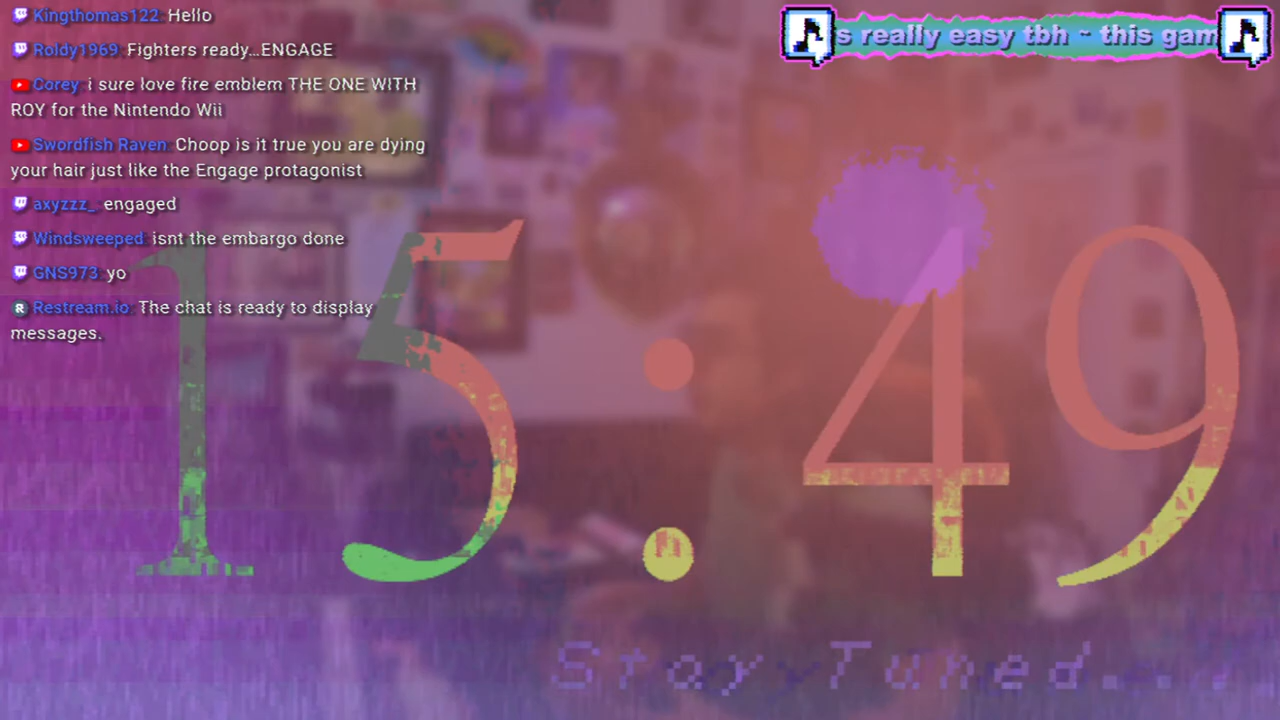 Kingthomas122: Hello
s really easy tbh ~ this gam
Roldy1969: Fighters ready...ENGAGE
Corey: i sure love fire emblem THE ONE WITH
ROY for the Nintendo Wii
Swordfish Raven: Choop is it true you are dying
your hair just like the Engage protagonist
axyzzz_: engaged
Windsweeped: isnt the embargo done
GNS973: yo
Restream.io: The chat is ready to display
messages.
15:49
StayTuned...